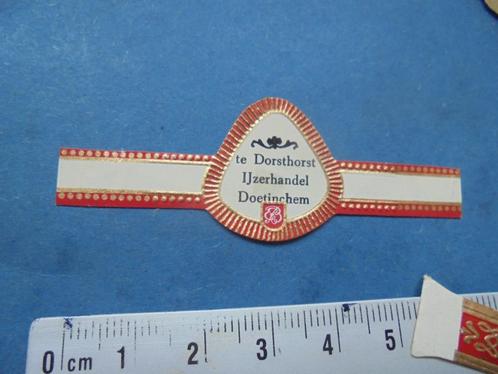 te Dorsthorst
IJzerhandel
Doetinchem
0 cm 1 2 3 4 5